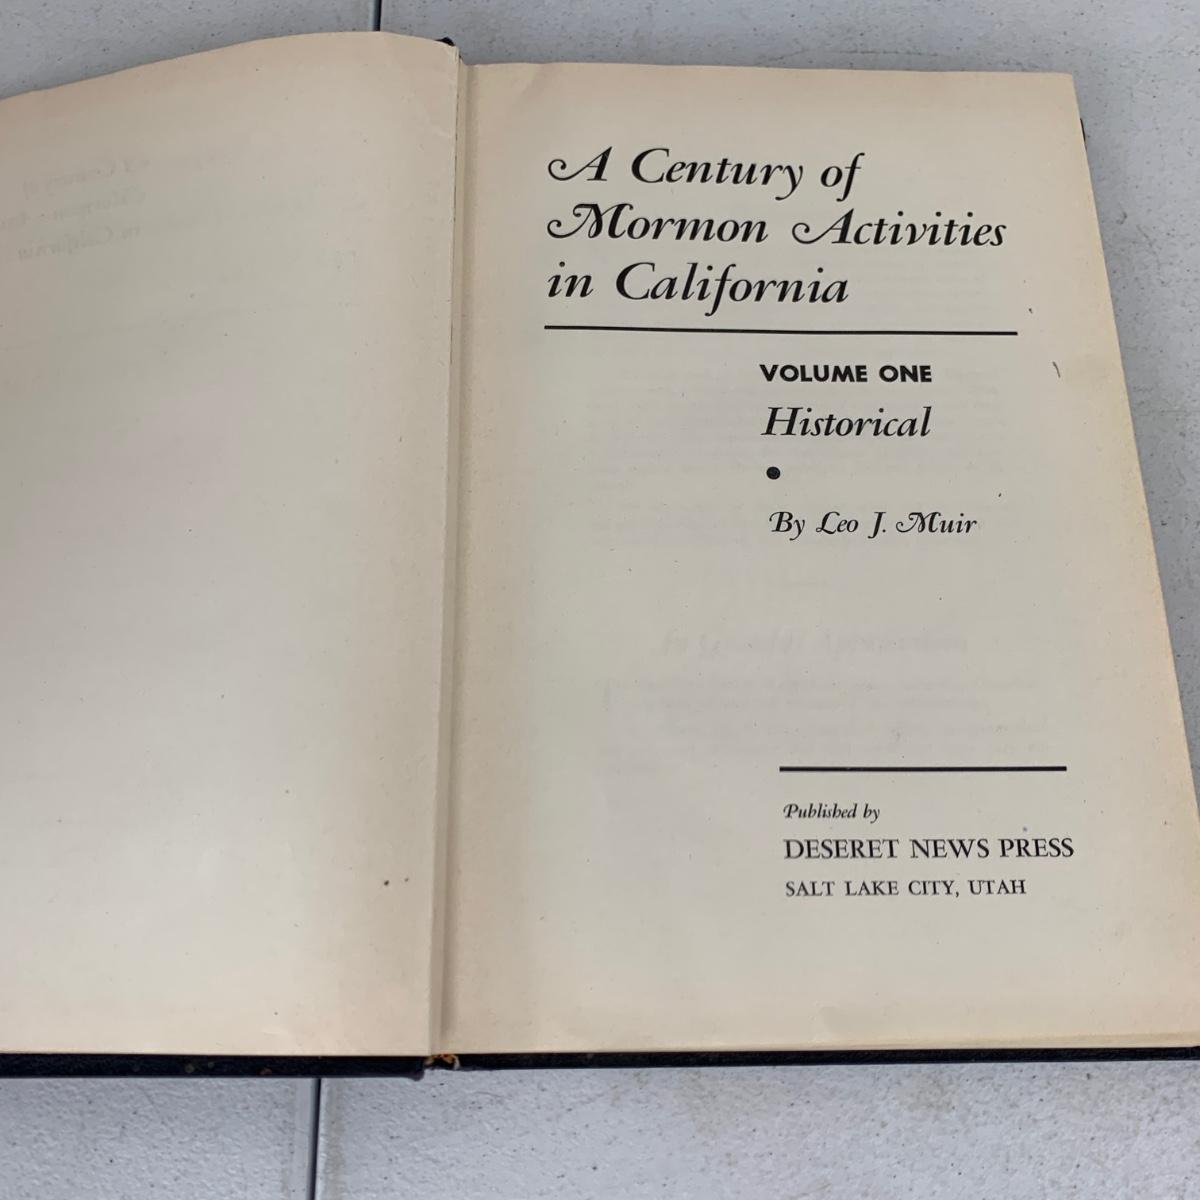 A Century of
Mormon Activities
in California
VOLUME ONE
Historical
•
By Leo J. Muir
Published by
DESERET NEWS PRESS
SALT LAKE CITY, UTAH